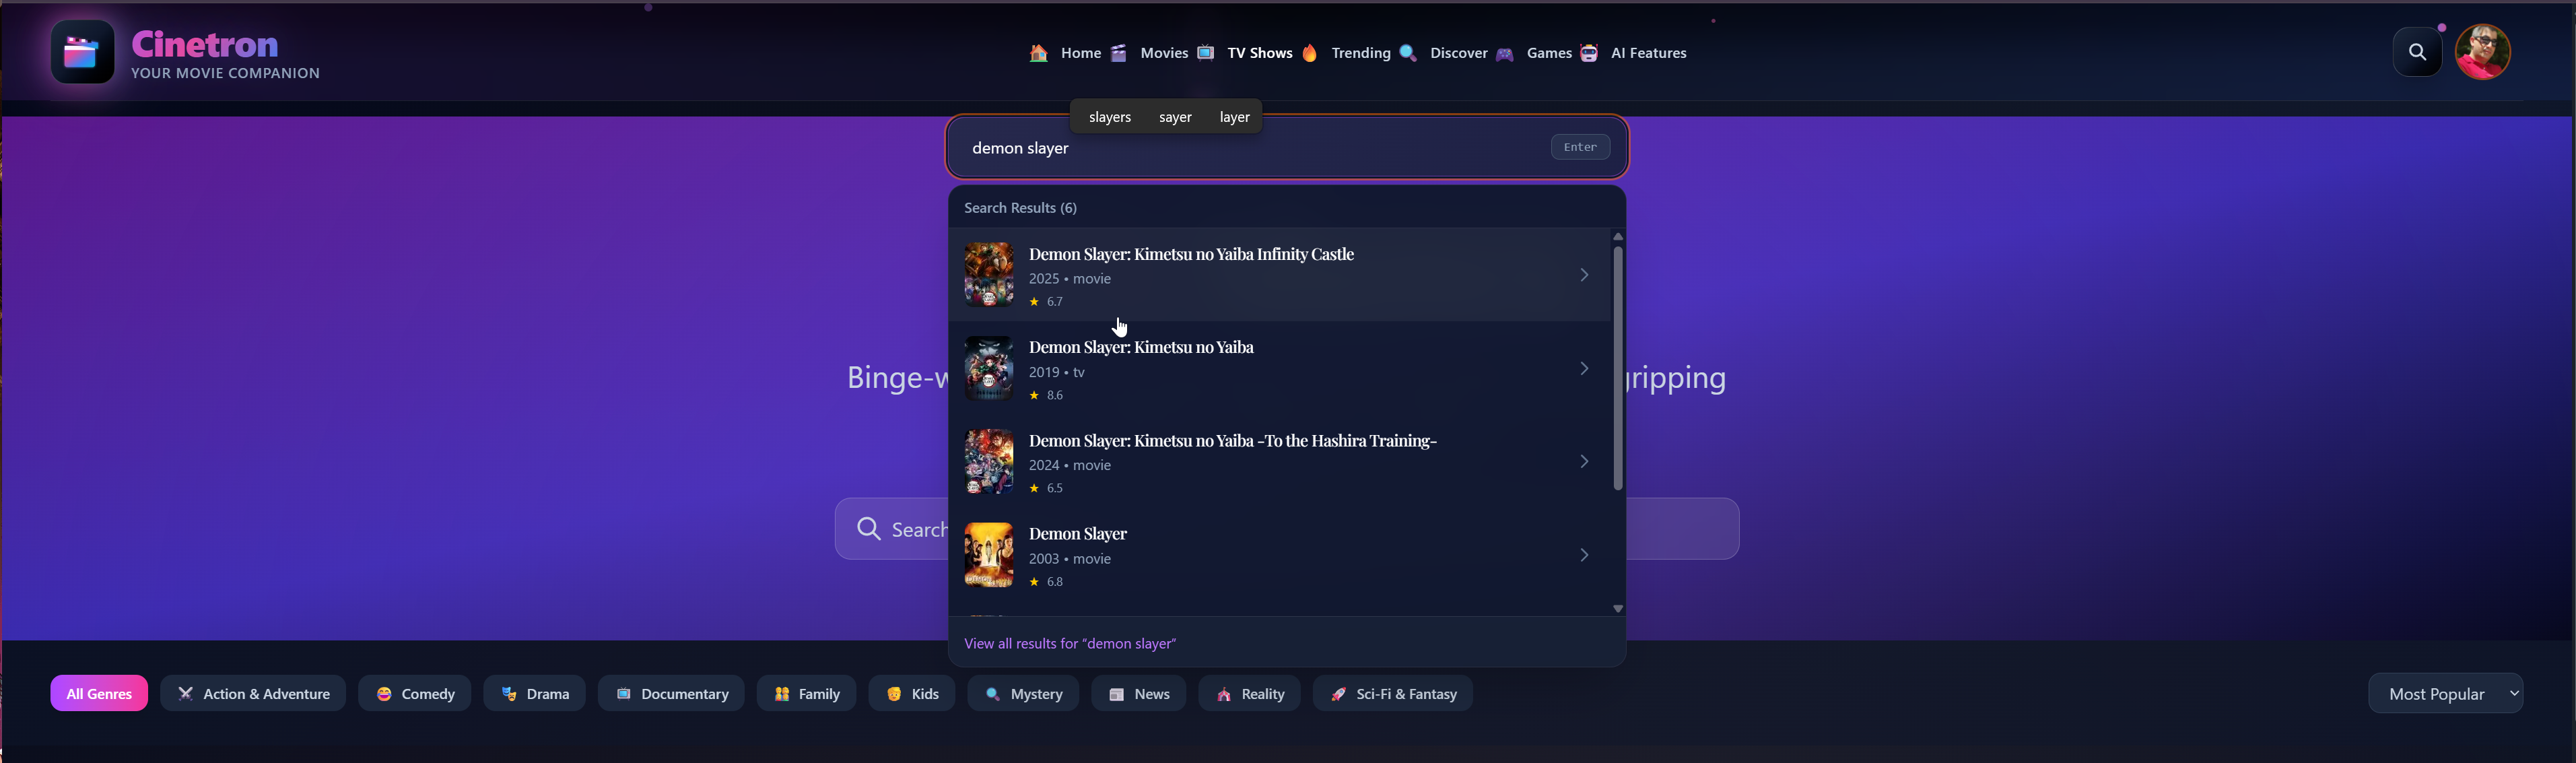 Cinetron
YOUR MOVIE COMPANION
Home Movies TV Shows Trending Discover Games AI Features
slayers sayer layer
demon slayer Enter
Search Results (6)
Demon Slayer: Kimetsu no Yaiba Infinity Castle
2025 • movie
★ 6.7
Demon Slayer: Kimetsu no Yaiba
2019 • tv
★ 8.6
Binge-w
gripping
Demon Slayer: Kimetsu no Yaiba -To the Hashira Training-
2024 • movie
★ 6.5
Search
Demon Slayer
2003 • movie
★ 6.8
View all results for “demon slayer”
All Genres Action & Adventure Comedy Drama Documentary Family Kids Mystery News Reality Sci-Fi & Fantasy Most Popular